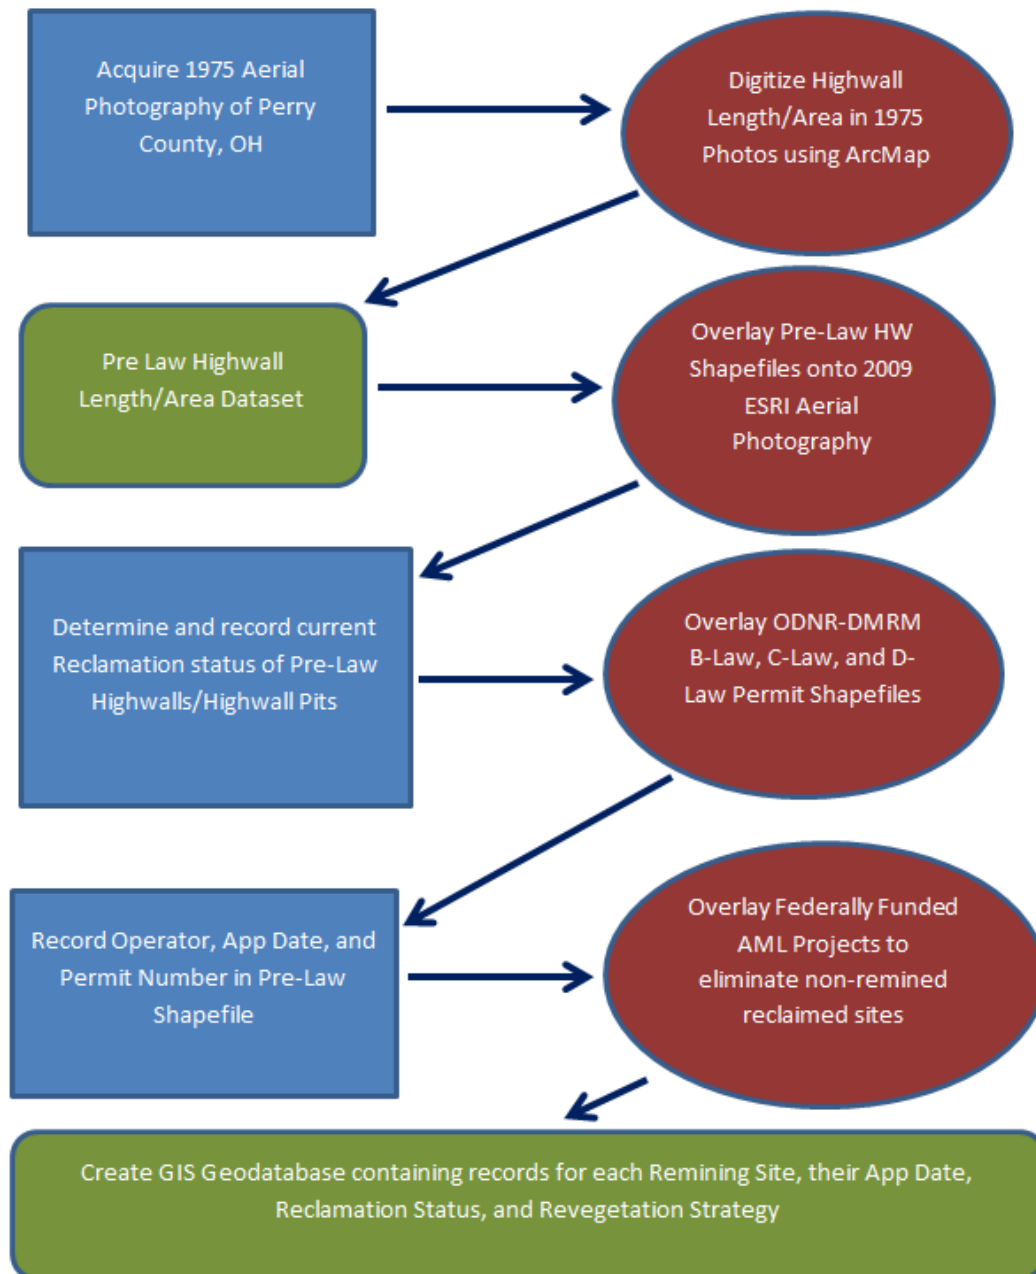 Acquire 1975 Aerial
Photography of Perry
County, OH
Digitize Highwall
Length/Area in 1975
Photos using ArcMap
Pre Law Highwall
Length/Area Dataset
Overlay Pre-Law HW
Shapefiles onto 2009
ESRI Aerial
Photography
Determine and record current
Reclamation status of Pre-Law
Highwalls/Highwall Pits
Overlay ODNR-DMRM
B-Law, C-Law, and D-
Law Permit Shapefiles
Record Operator, App Date, and
Permit Number in Pre-Law
Shapefile
Overlay Federally Funded
AML Projects to
eliminate non-remined
reclaimed sites
Create GIS Geodatabase containing records for each Remining Site, their App Date,
Reclamation Status, and Revegetation Strategy